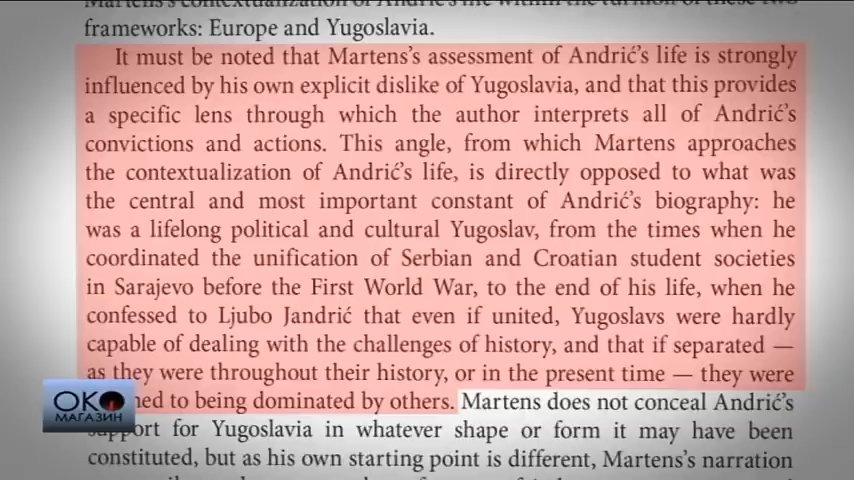 frameworks: Europe and Yugoslavia.
It must be noted that Martens's assessment of Andrić's life is strongly
influenced by his own explicit dislike of Yugoslavia, and that this provides
a specific lens through which the author interprets all of Andrić's
convictions and actions. This angle, from which Martens approaches
the contextualization of Andrić's life, is directly opposed to what was
the central and most important constant of Andrić's biography: he
was a lifelong political and cultural Yugoslav, from the times when he
coordinated the unification of Serbian and Croatian student societies
in Sarajevo before the First World War, to the end of his life, when he
confessed to Ljubo Jandrić that even if united, Yugoslavs were hardly
capable of dealing with the challenges of history, and that if separated —
as they were throughout their history, or in the present time — they were
to being dominated by others. Martens does not conceal Andrić's
ОКО
МАГАЗИН
support for Yugoslavia in whatever shape or form it may have been
constituted, but as his own starting point is different, Martens's narration